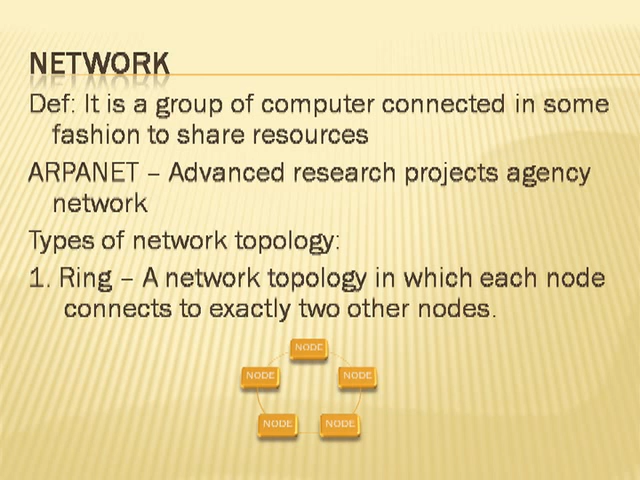 NETWORK
Def: It is a group of computer connected in some
fashion to share resources
ARPANET – Advanced research projects agency
network
Types of network topology:
1. Ring – A network topology in which each node
connects to exactly two other nodes.
NODE
NODE
NODE
NODE
NODE